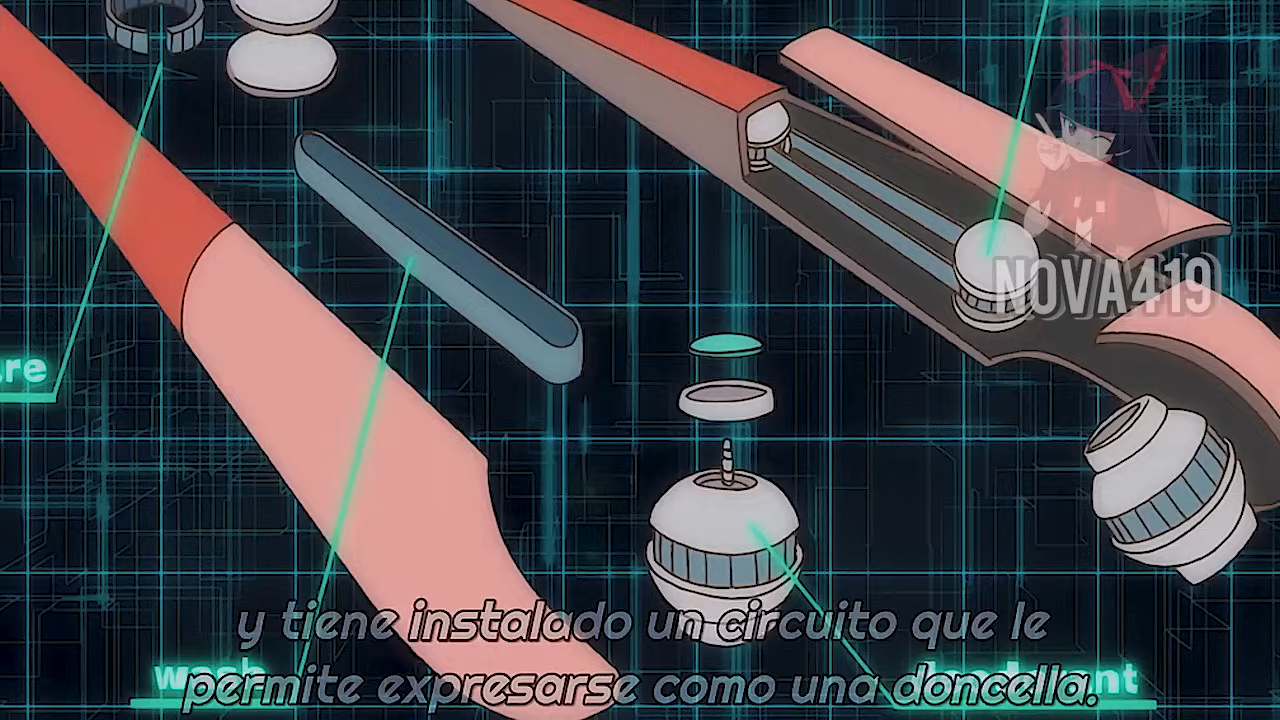 NOVA419
y tiene instalado un circuito que le
permite expresarse como una doncella.